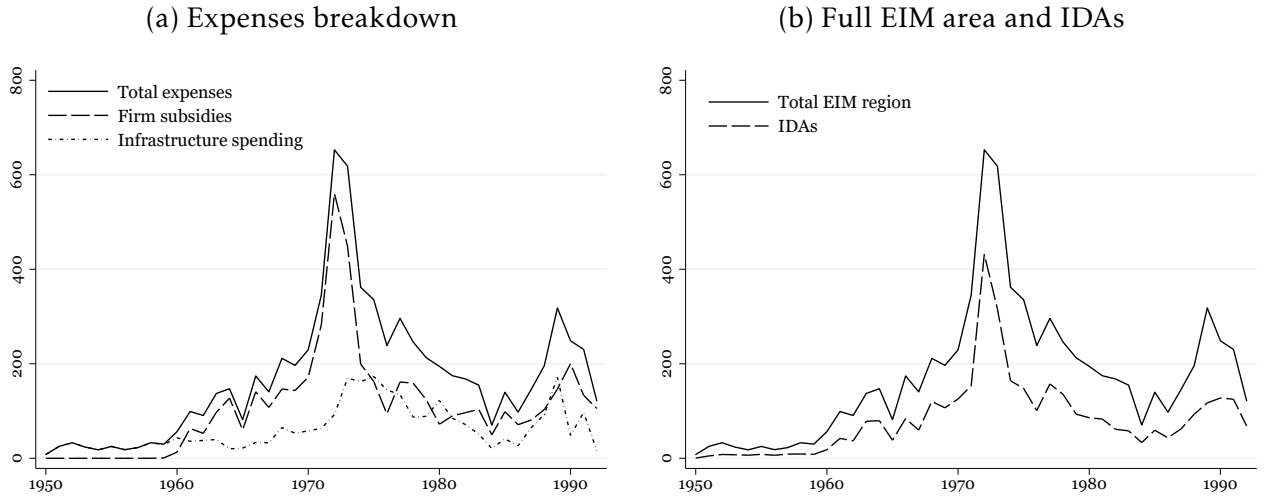 (a) Expenses breakdown
800
600
400
200
0
Total expenses
Firm subsidies
Infrastructure spending
1950 1960 1970 1980 1990
(b) Full EIM area and IDAs
800
600
400
200
0
Total EIM region
IDAs
1950 1960 1970 1980 1990